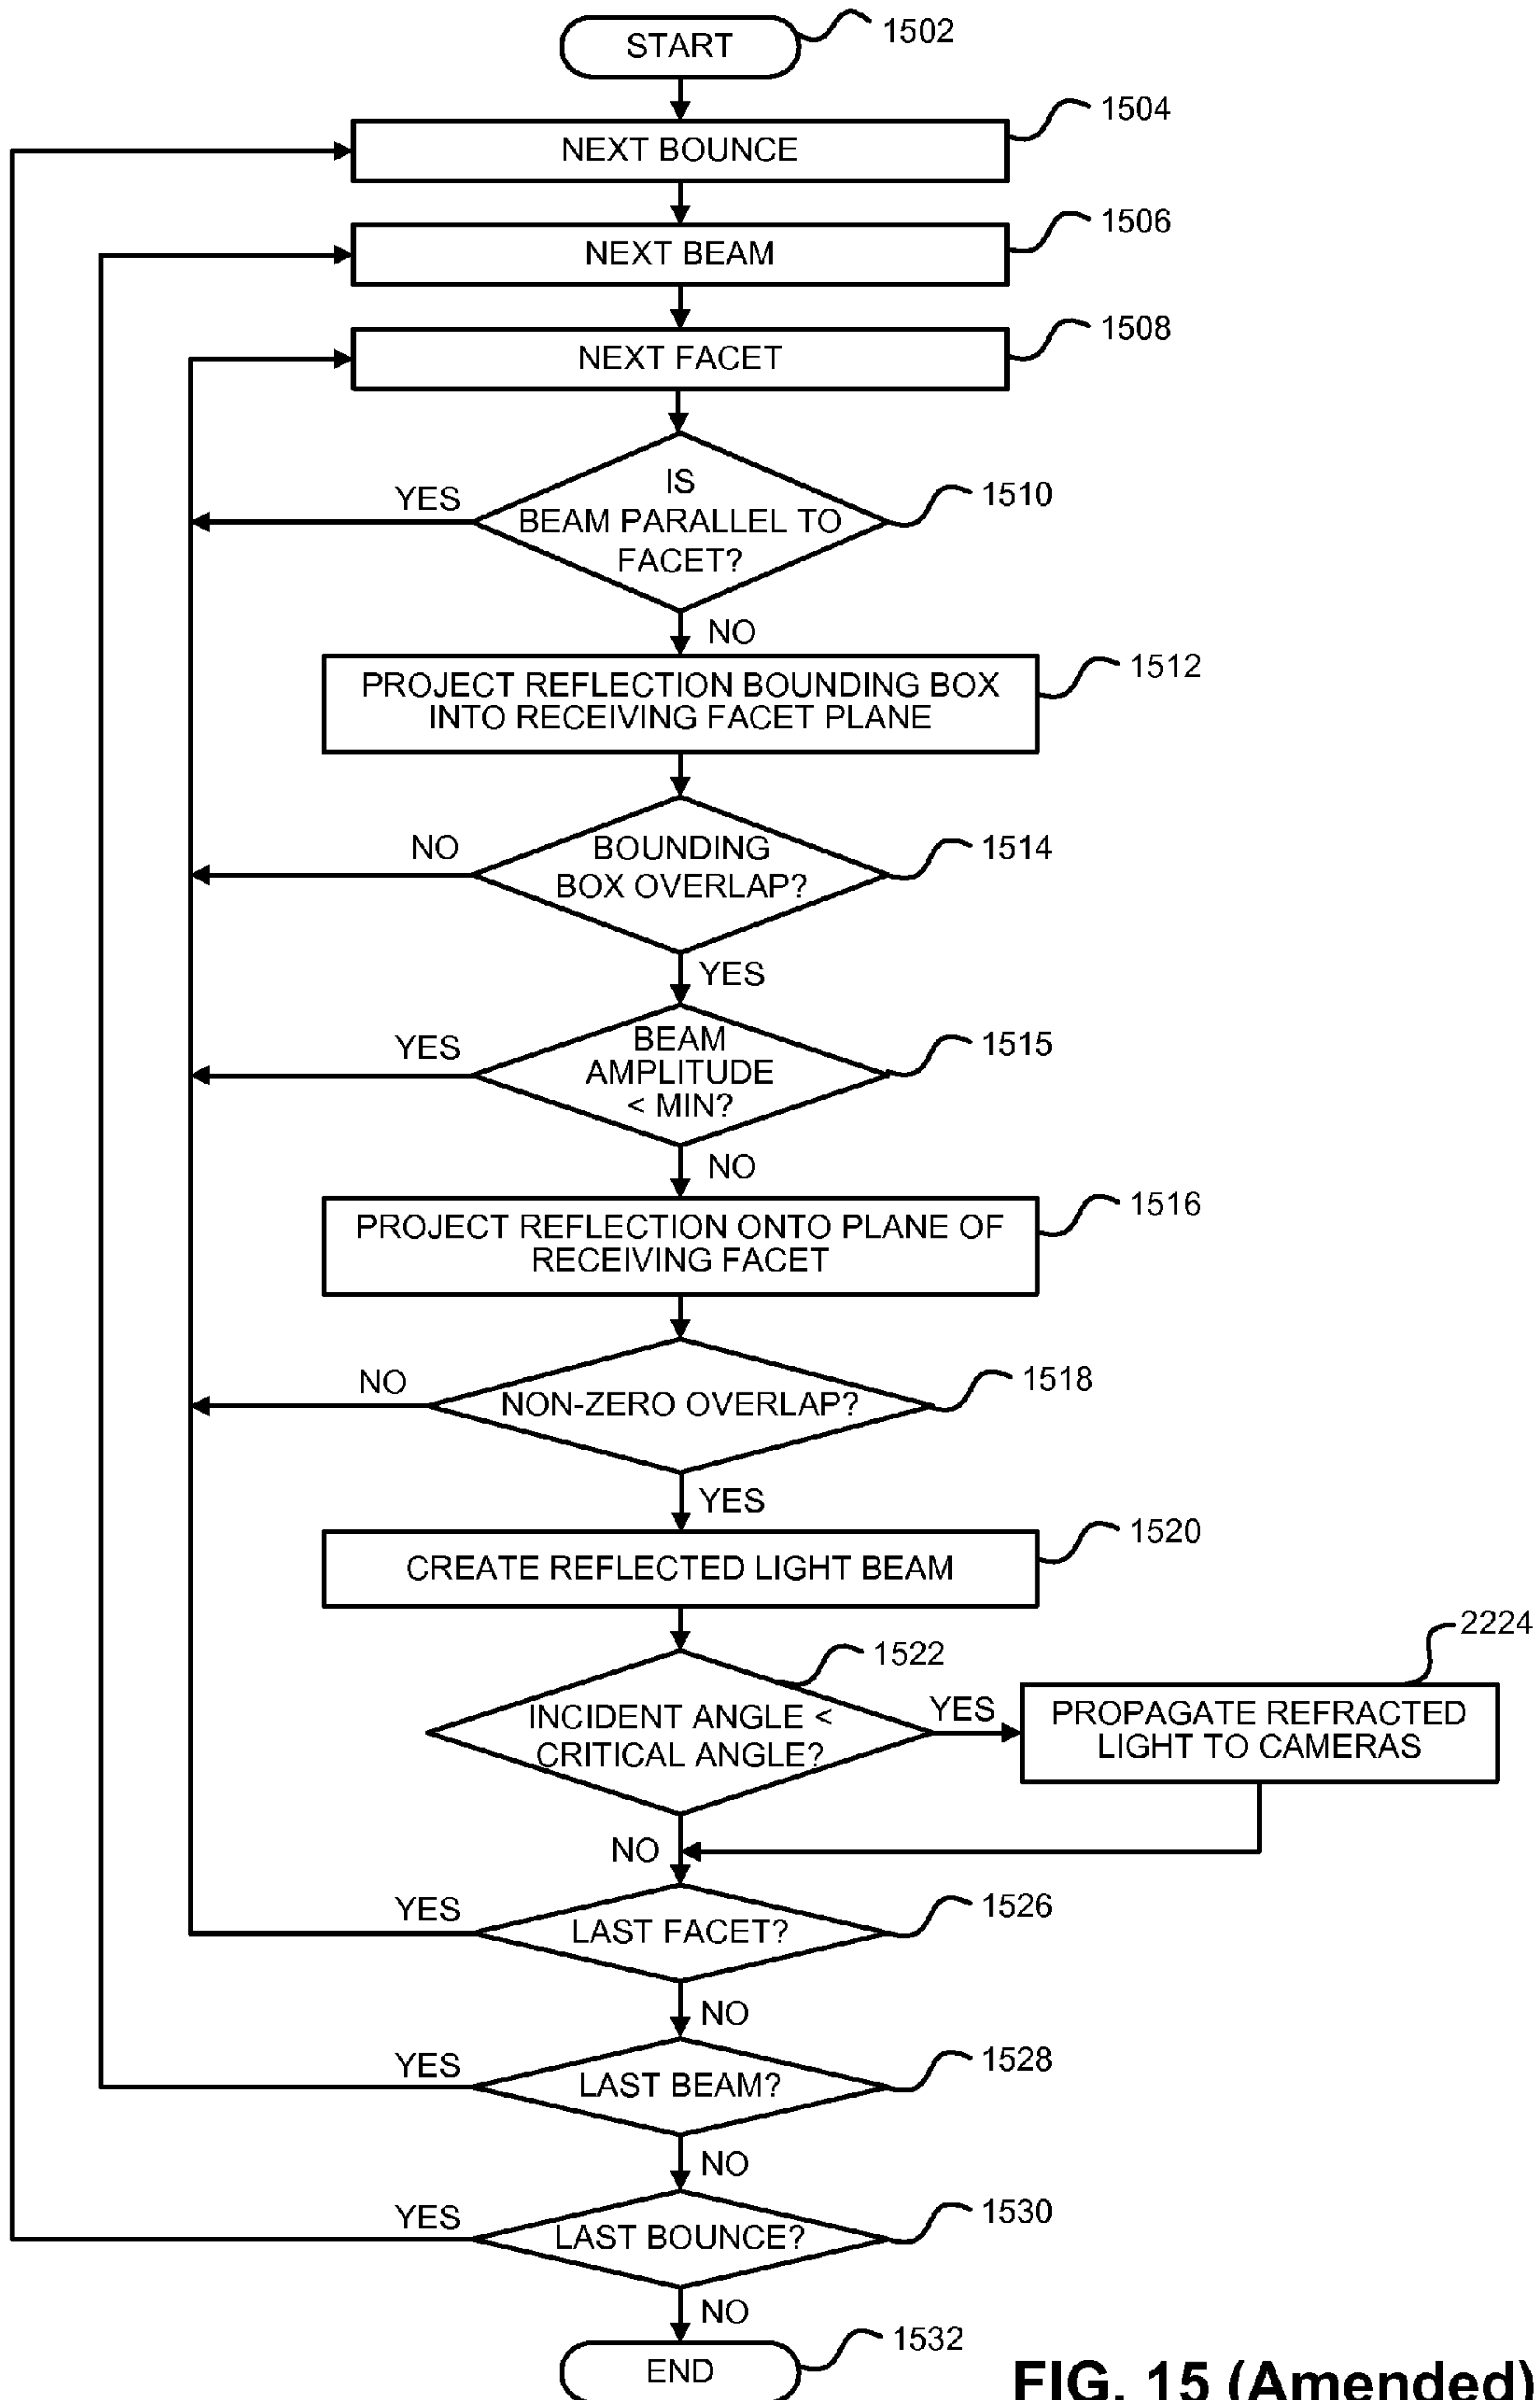 START
1502
1504
NEXT BOUNCE
1506
NEXT BEAM
1508
NEXT FACET
IS
BEAM PARALLEL TO
FACET?
YES
1510
NO
PROJECT REFLECTION BOUNDING BOX
INTO RECEIVING FACET PLANE
1512
BOUNDING
BOX OVERLAP?
NO
1514
YES
BEAM
AMPLITUDE
< MIN?
YES
1515
NO
PROJECT REFLECTION ONTO PLANE OF
RECEIVING FACET
1516
NON-ZERO OVERLAP?
NO
1518
YES
CREATE REFLECTED LIGHT BEAM
1520
1522
INCIDENT ANGLE <
CRITICAL ANGLE?
YES
2224
PROPAGATE REFRACTED
LIGHT TO CAMERAS
NO
LAST FACET?
YES
1526
NO
LAST BEAM?
YES
1528
NO
LAST BOUNCE?
YES
1530
NO
END
1532
FIG. 15 (Amended)